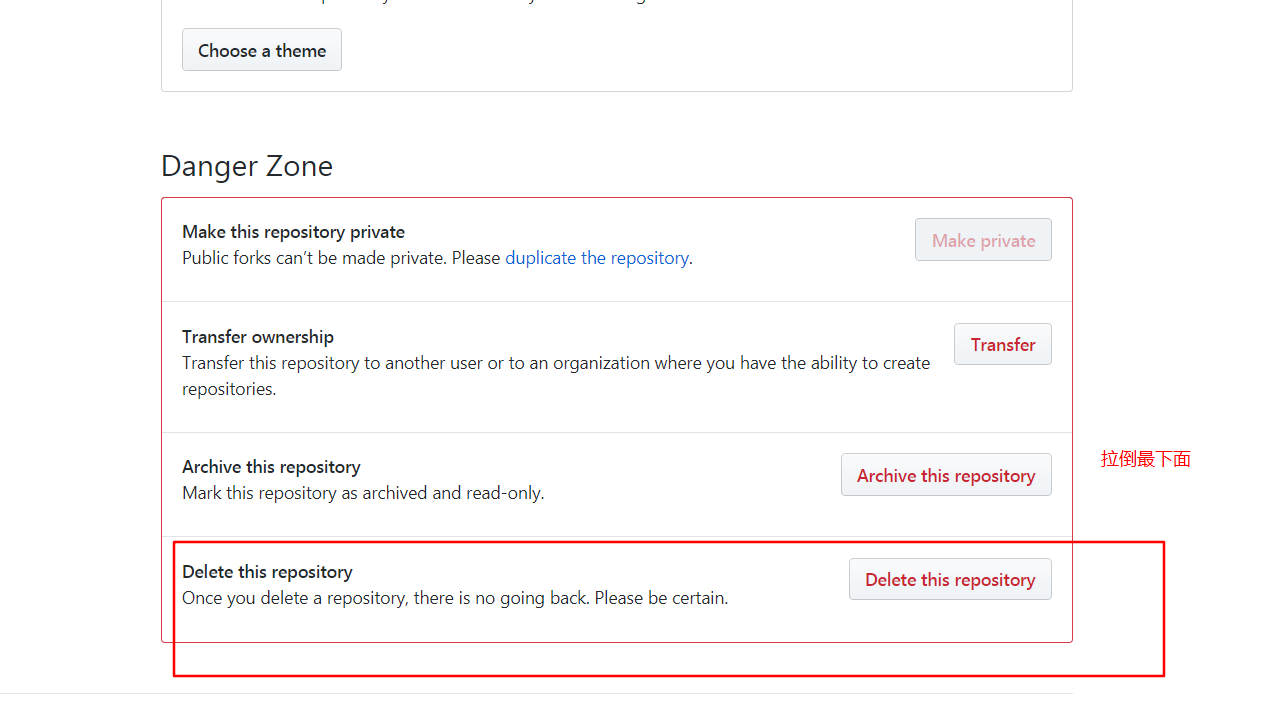 Choose a theme
Danger Zone
Make this repository private
Public forks can't be made private. Please duplicate the repository.
Make private
Transfer ownership
Transfer this repository to another user or to an organization where you have the ability to create
repositories.
Transfer
Archive this repository
Mark this repository as archived and read-only.
Archive this repository
拉倒最下面
Delete this repository
Once you delete a repository, there is no going back. Please be certain.
Delete this repository